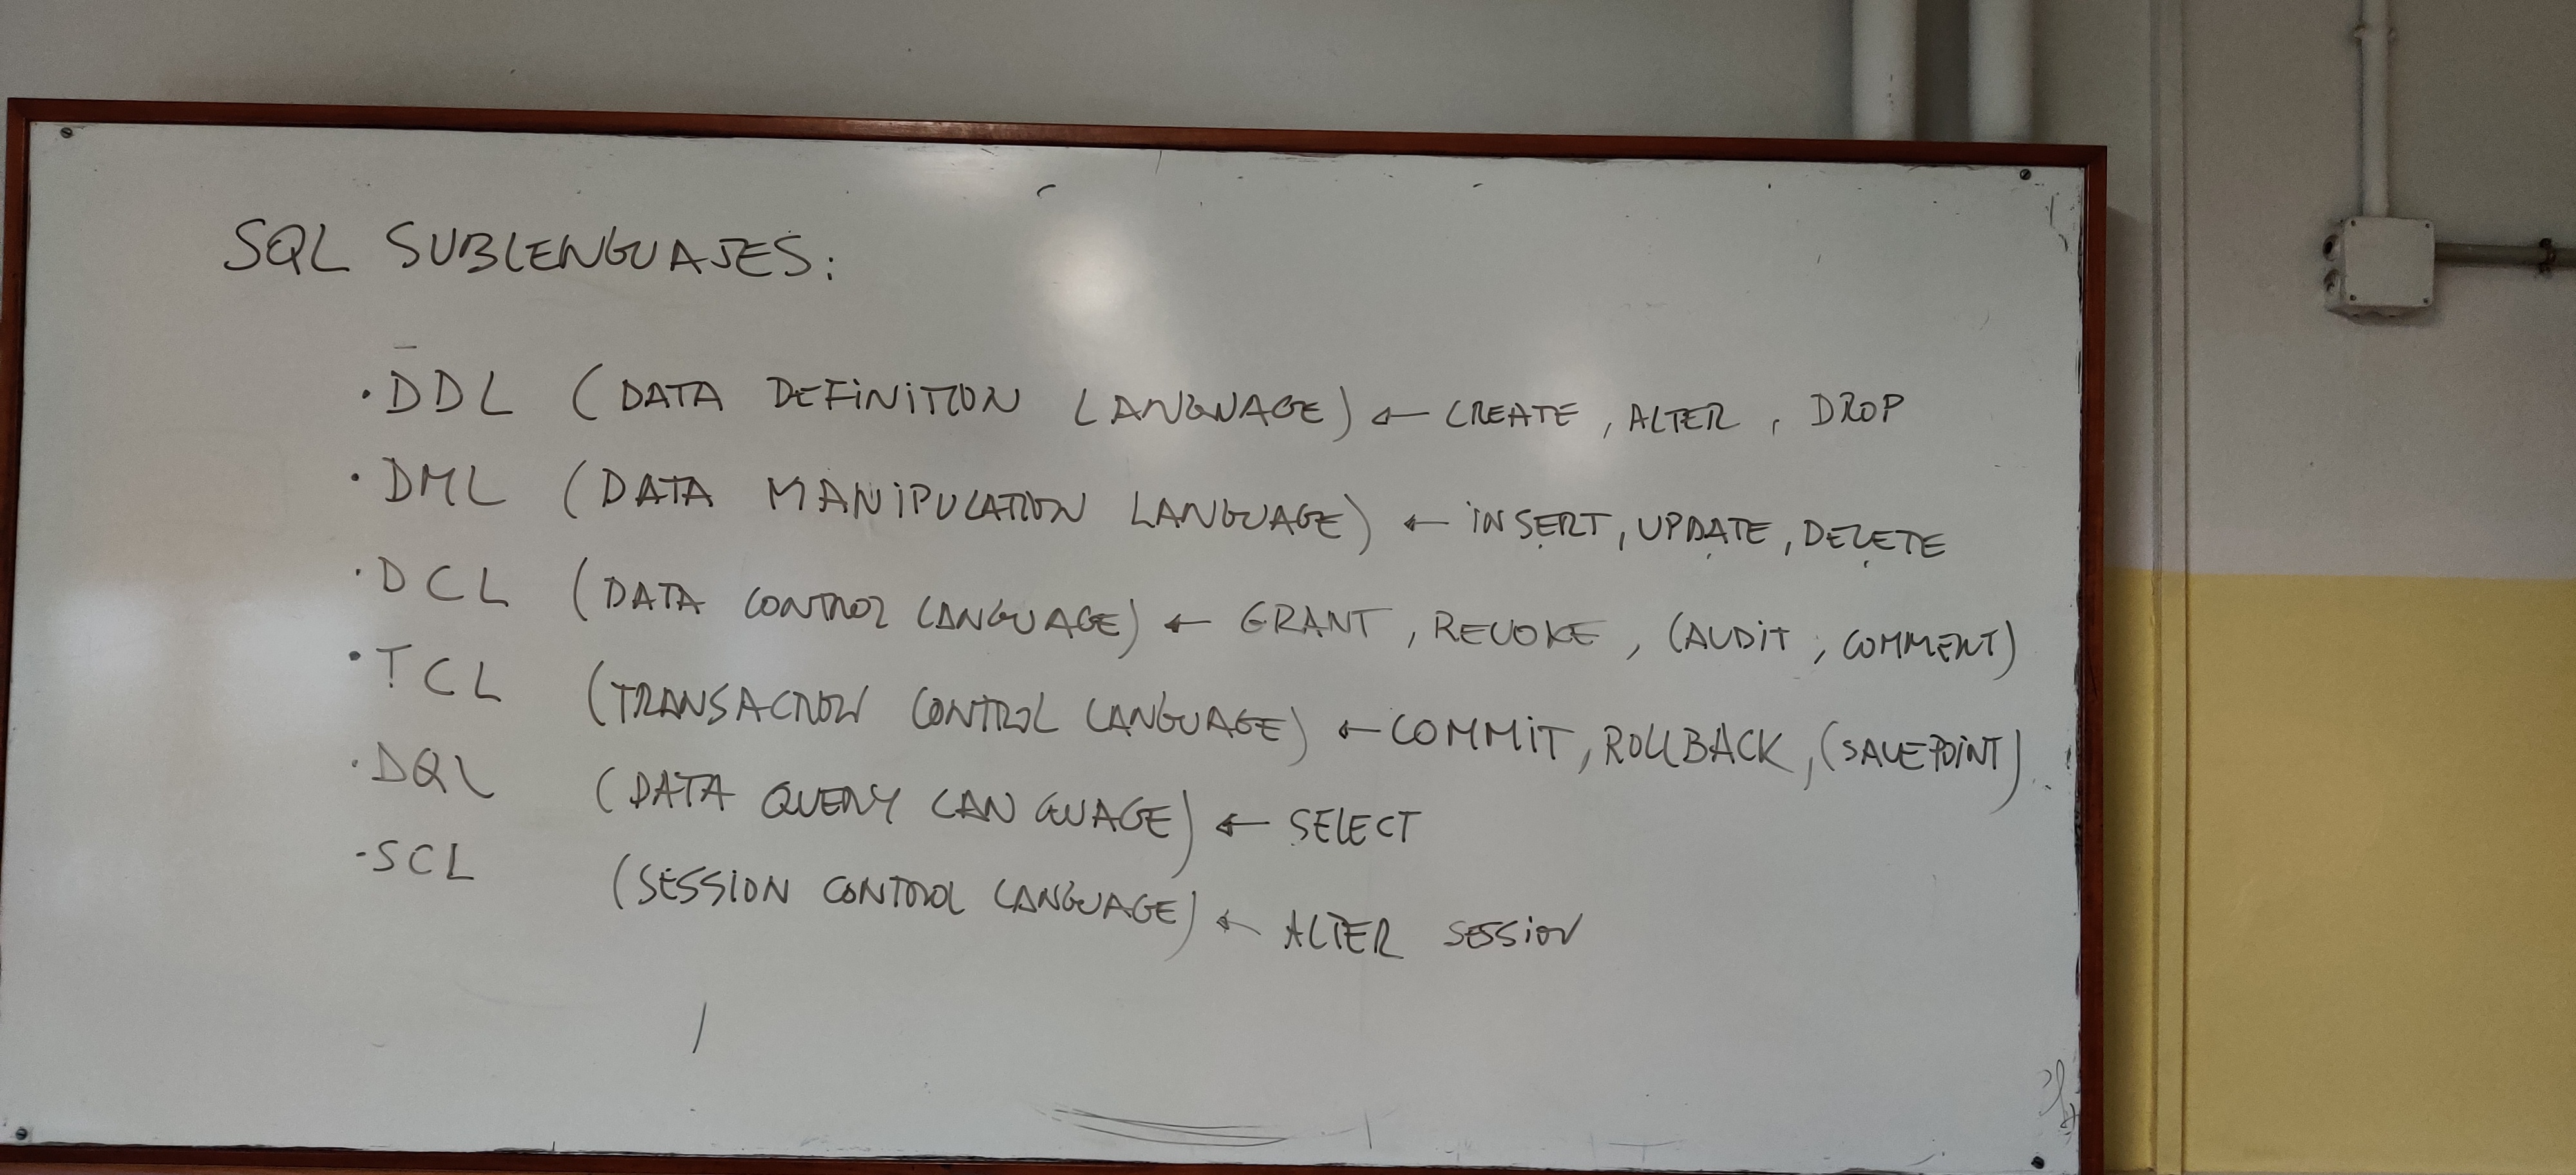 SQL SUBLENGUAJES:
· DDL (DATA DEFINITION LANGUAGE) ← CREATE, ALTER, DROP
· DML (DATA MANIPULATION LANGUAGE) ← INSERT, UPDATE, DELETE
· DCL (DATA CONTROL LANGUAGE) ← GRANT, REVOKE, (AUDIT, COMMENT)
· TCL (TRANSACTION CONTROL LANGUAGE) ← COMMIT, ROLLBACK, (SAVEPOINT)
· DQL (DATA QUERY LANGUAGE) ← SELECT
· SCL (SESSION CONTROL LANGUAGE) ← ALTER SESSION